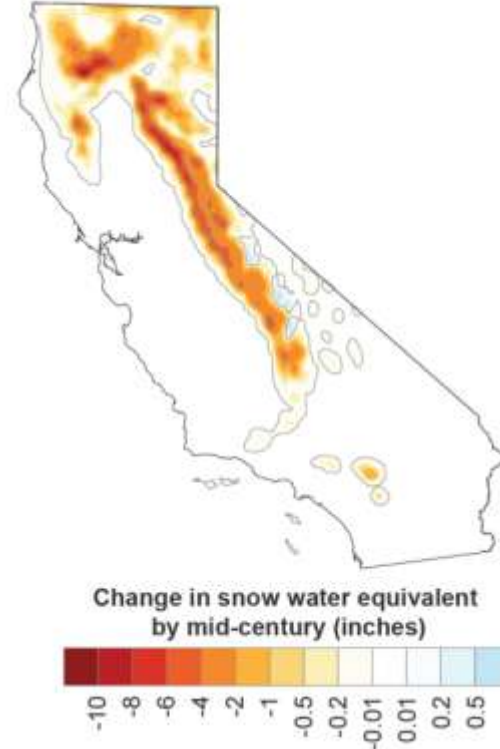 Change in snow water equivalent
by mid-century (inches)
-10 -8 -6 -4 -2 -1 -0.5 -0.2 -0.01 0.01 0.2 0.5